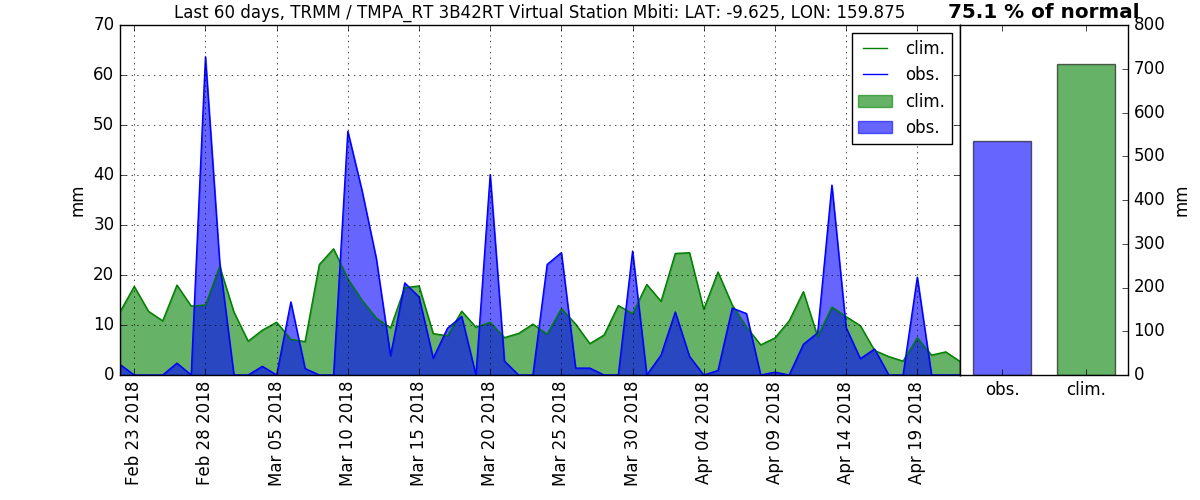 Last 60 days, TRMM / TMPA_RT 3B42RT Virtual Station Mbiti: LAT: -9.625, LON: 159.875
75.1 % of normal
70
60
50
40
30
20
10
0
mm
clim.
obs.
clim.
obs.
Feb 23 2018
Feb 28 2018
Mar 05 2018
Mar 10 2018
Mar 15 2018
Mar 20 2018
Mar 25 2018
Mar 30 2018
Apr 04 2018
Apr 09 2018
Apr 14 2018
Apr 19 2018
800
700
600
500
400
300
200
100
0
mm
obs.
clim.